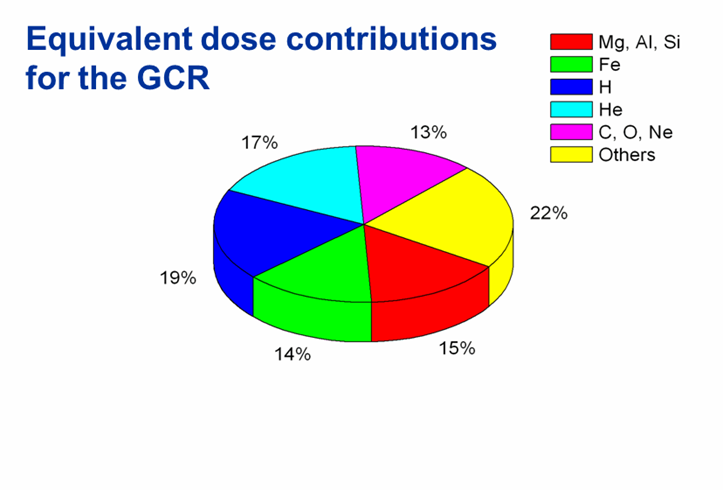 Equivalent dose contributions
for the GCR
Mg, Al, Si
Fe
H
He
C, O, Ne
Others
13%
17%
22%
19%
14%
15%